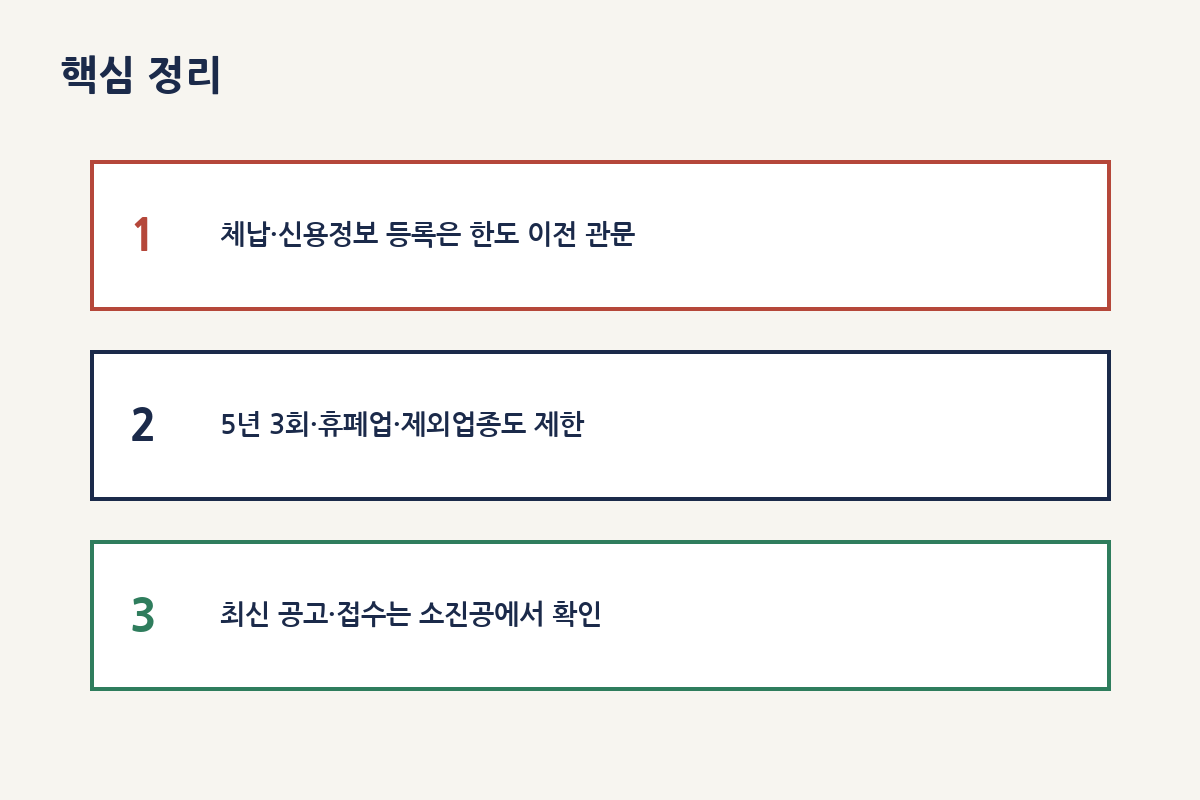 핵심 정리
1
체납·신용정보 등록은 한도 이전 관문
2
5년 3회·휴폐업·제외업종도 제한
3
최신 공고·접수는 소진공에서 확인